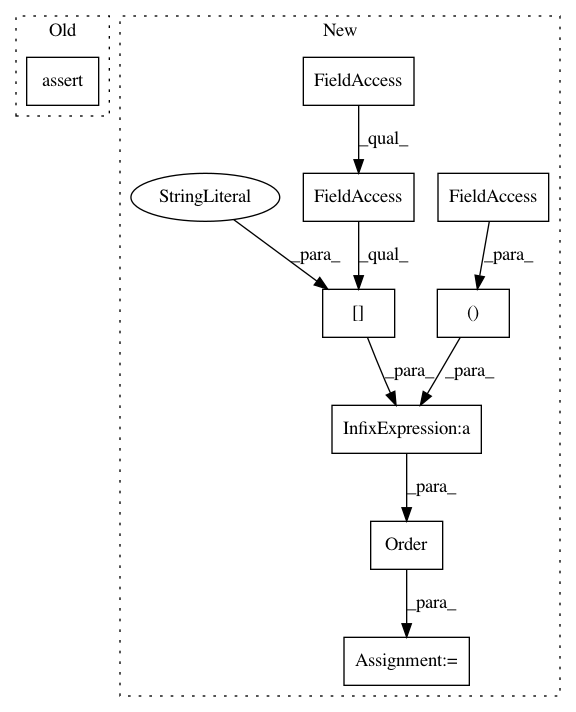 Old
New
assert
FieldAccess
_qual_
StringLiteral
FieldAccess
FieldAccess
_para_
_qual_
_para_
[]
()
_para_
_para_
InfixExpression:a
_para_
Order
_para_
Assignment:=